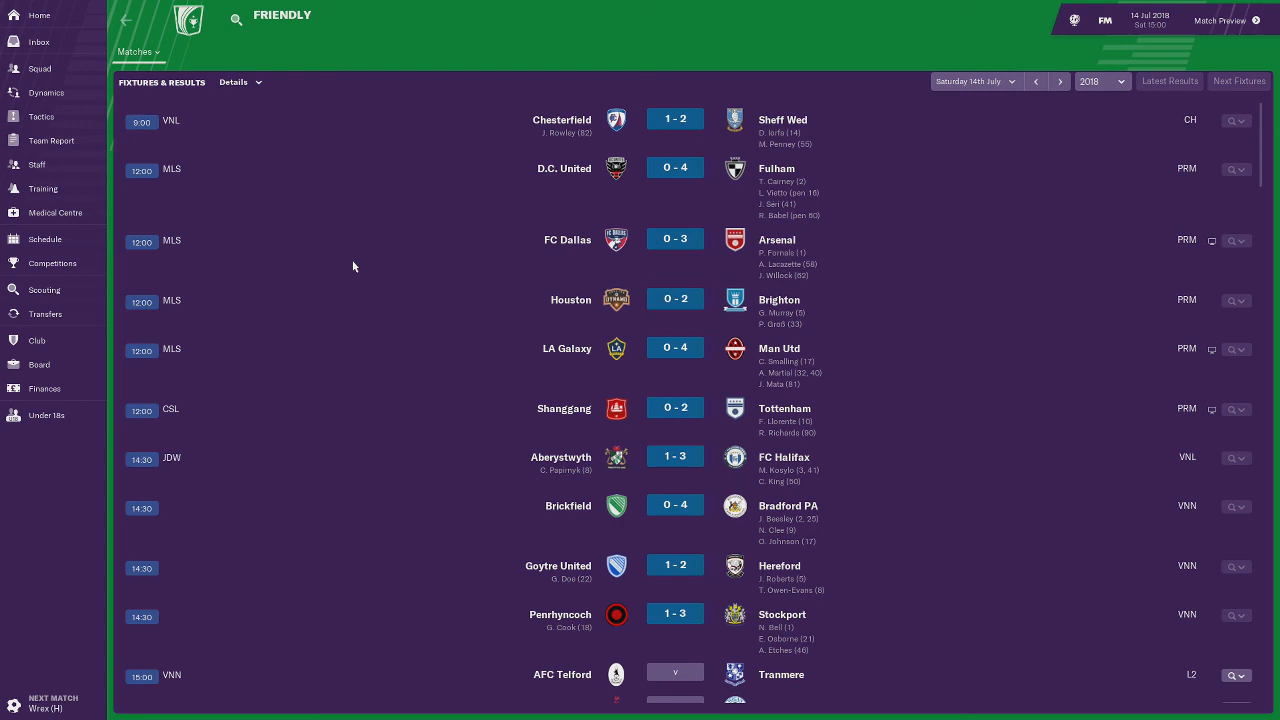 Home
Inbox
Squad
Dynamics
Tactics
Team Report
Staff
Training
Medical Centre
Schedule
Competitions
Scouting
Transfers
Club
Board
Finances
Under 18s
NEXT MATCH
Wrex (H)
FRIENDLY
FM
14 Jul 2018
Sat 15:00
Match Preview
Matches
FIXTURES & RESULTS Details
Saturday 14th July 2018 Latest Results Next Fixtures
9:00 VNL Chesterfield 1 - 2 Sheff Wed CH
J. Rowley (82) D. Iorfa (14)
M. Penney (55)
12:00 MLS D.C. United 0 - 4 Fulham PRM
T. Cairney (2)
L. Vietto (pen 16)
J. Seri (41)
R. Babel (pen 60)
12:00 MLS FC Dallas 0 - 3 Arsenal PRM
P. Fornals (1)
A. Lacazette (58)
J. Willock (62)
12:00 MLS Houston 0 - 2 Brighton PRM
G. Murray (5)
P. Groß (33)
12:00 MLS LA Galaxy 0 - 4 Man Utd PRM
C. Smalling (17)
A. Martial (32, 40)
J. Mata (81)
12:00 CSL Shanggang 0 - 2 Tottenham PRM
F. Llorente (10)
R. Richards (90)
14:30 JDW Aberystwyth 1 - 3 FC Halifax VNL
C. Papirnyk (8) M. Kosylo (3, 41)
C. King (50)
14:30 Brickfield 0 - 4 Bradford PA VNN
J. Beesley (2, 25)
N. Clee (9)
O. Johnson (17)
14:30 Goytre United 1 - 2 Hereford VNN
G. Doe (22) J. Roberts (5)
T. Owen-Evans (8)
14:30 Penrhyncoch 1 - 3 Stockport VNN
G. Cook (18) N. Bell (1)
E. Osborne (21)
A. Etches (46)
15:00 VNN AFC Telford v Tranmere L2